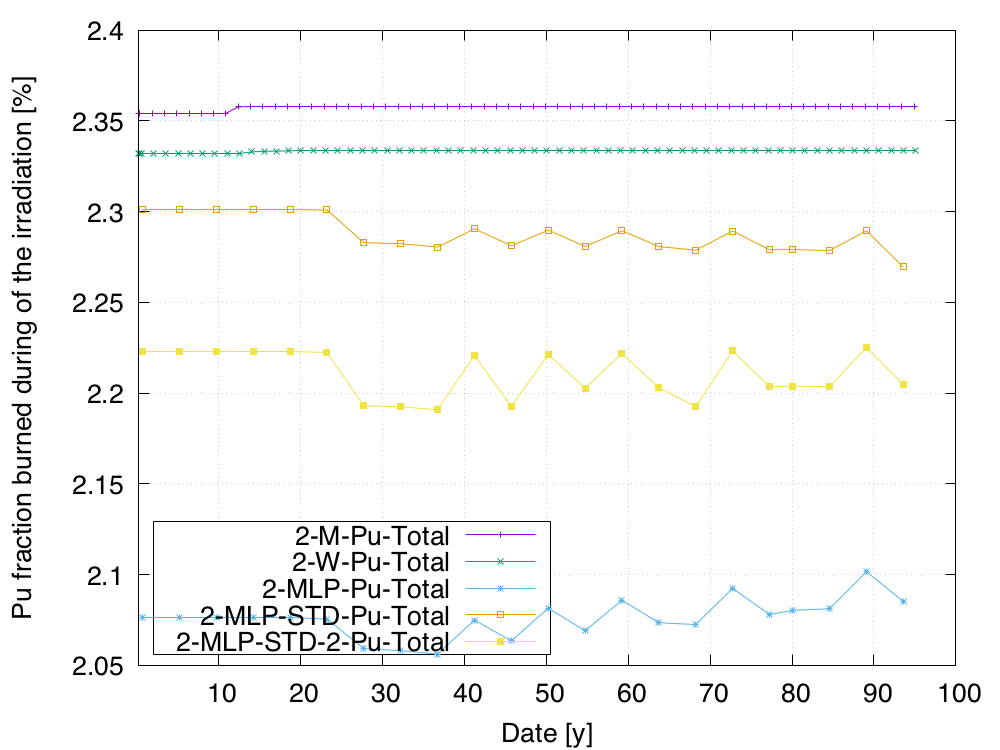 2.4
2.35
2.3
2.25
2.2
2.15
2.1
2.05
Pu fraction burned during of the irradiation [%]
2-M-Pu-Total
2-W-Pu-Total
2-MLP-Pu-Total
2-MLP-STD-Pu-Total
2-MLP-STD-2-Pu-Total
10 20 30 40 50 60 70 80 90 100
Date [y]